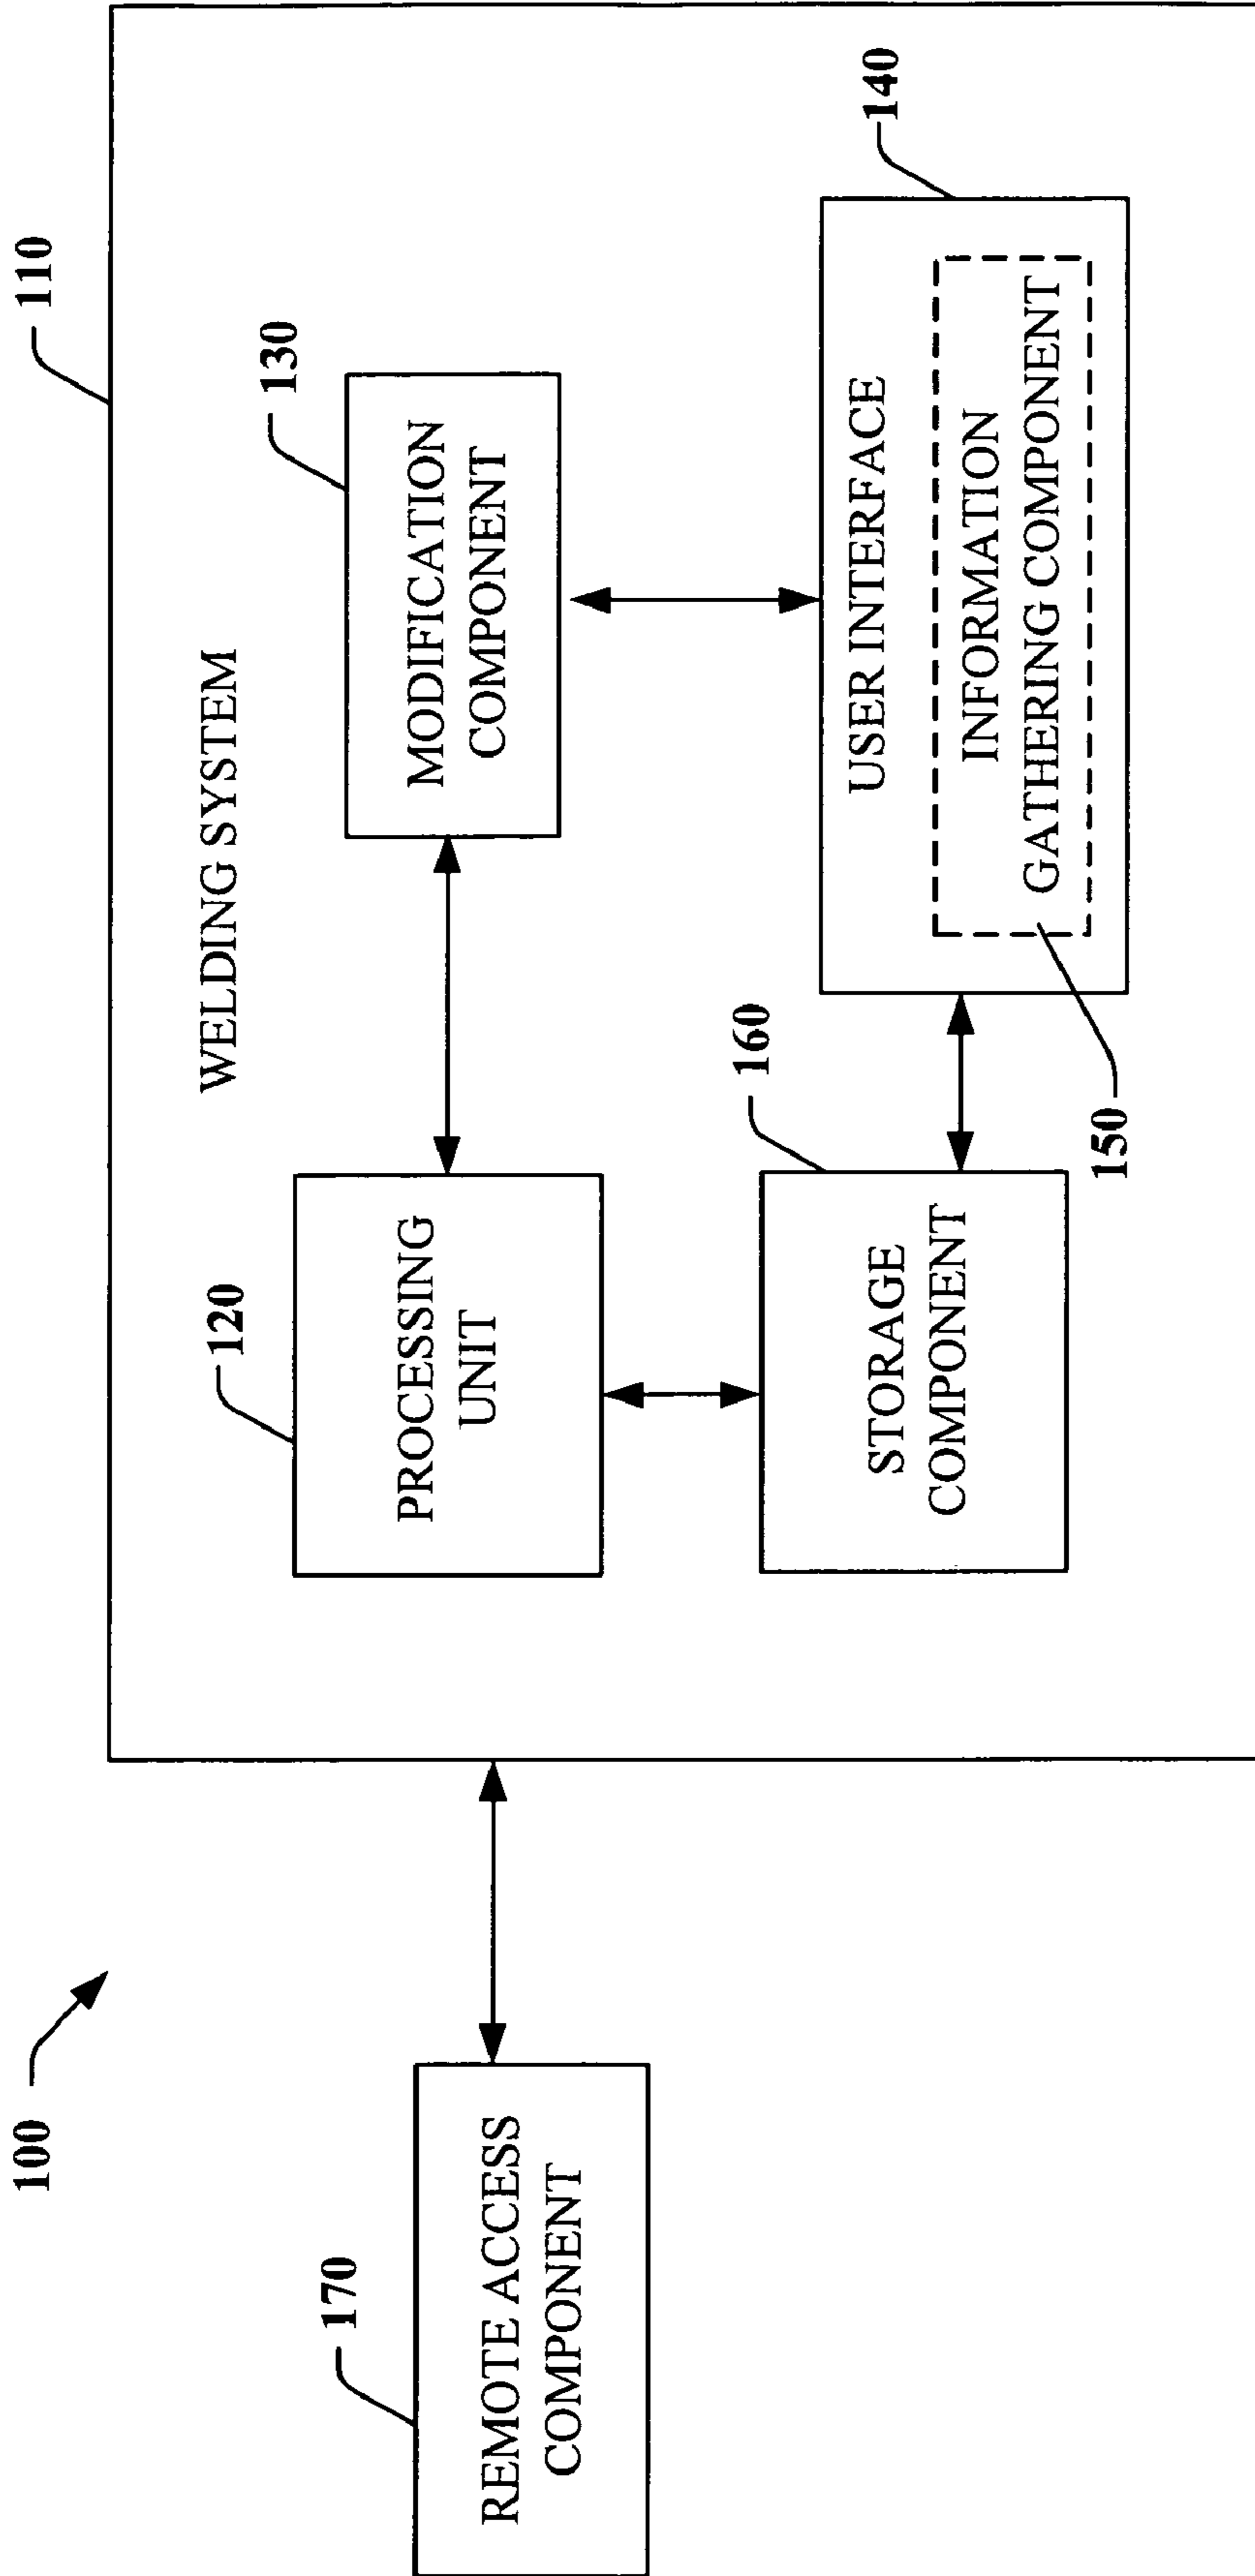 100
110
WELDING SYSTEM
120
PROCESSING
UNIT
130
MODIFICATION
COMPONENT
170
REMOTE ACCESS
COMPONENT
160
STORAGE
COMPONENT
140
USER INTERFACE
INFORMATION
GATHERING COMPONENT
150